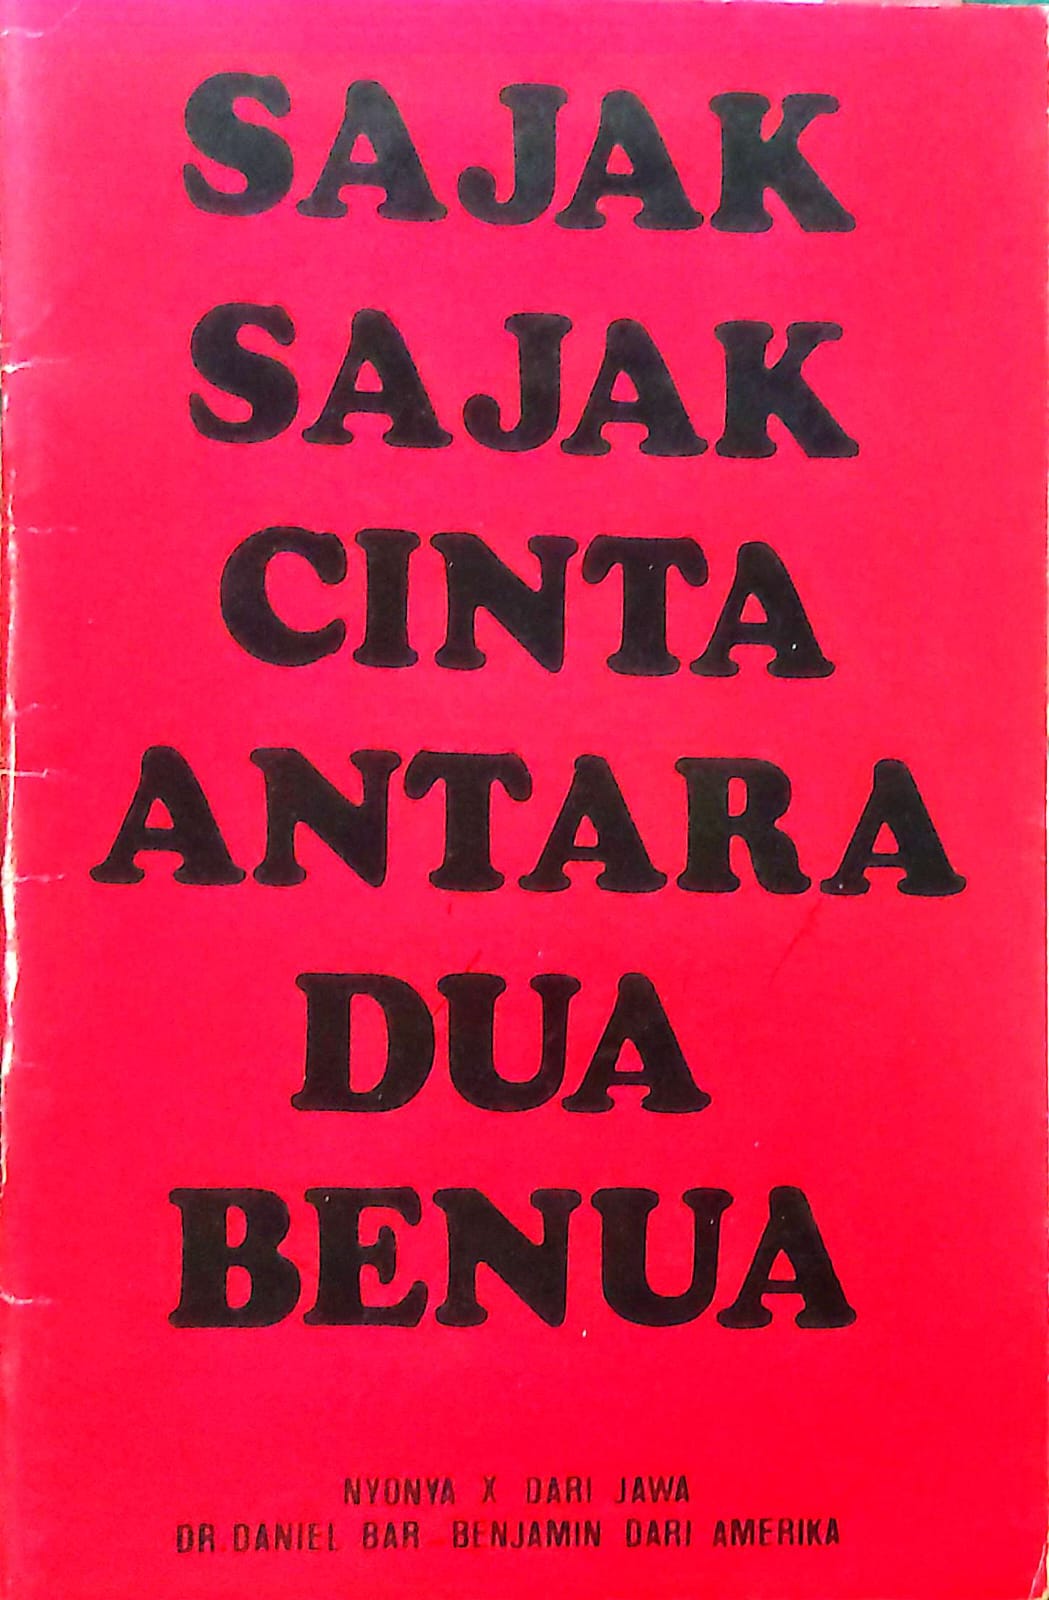 SAJAK
SAJAK
CINTA
ANTARA
DUA
BENUA
NYONYA X DARI JAWA
DR. DANIEL BAR BENJAMIN DARI AMERIKA